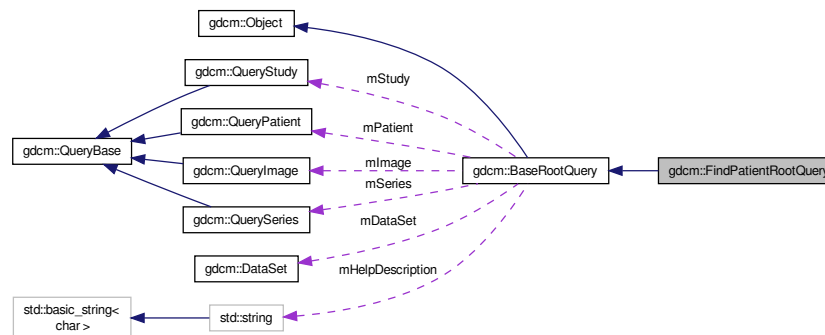 gdcm::Object
gdcm::QueryStudy
mStudy
gdcm::QueryPatient
mPatient
gdcm::QueryBase
gdcm::QueryImage
mImage
gdcm::BaseRootQuery
gdcm::FindPatientRootQuery
mSeries
gdcm::QuerySeries
mDataSet
gdcm::DataSet
mHelpDescription
std::basic_string<
char >
std::string